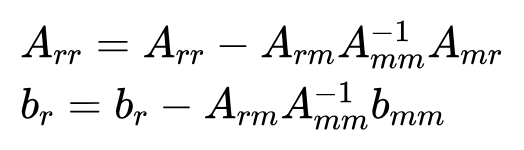 A_{rr} = A_{rr} - A_{rm} A_{mm}^{-1} A_{mr}
b_r = b_r - A_{rm} A_{mm}^{-1} b_{mm}